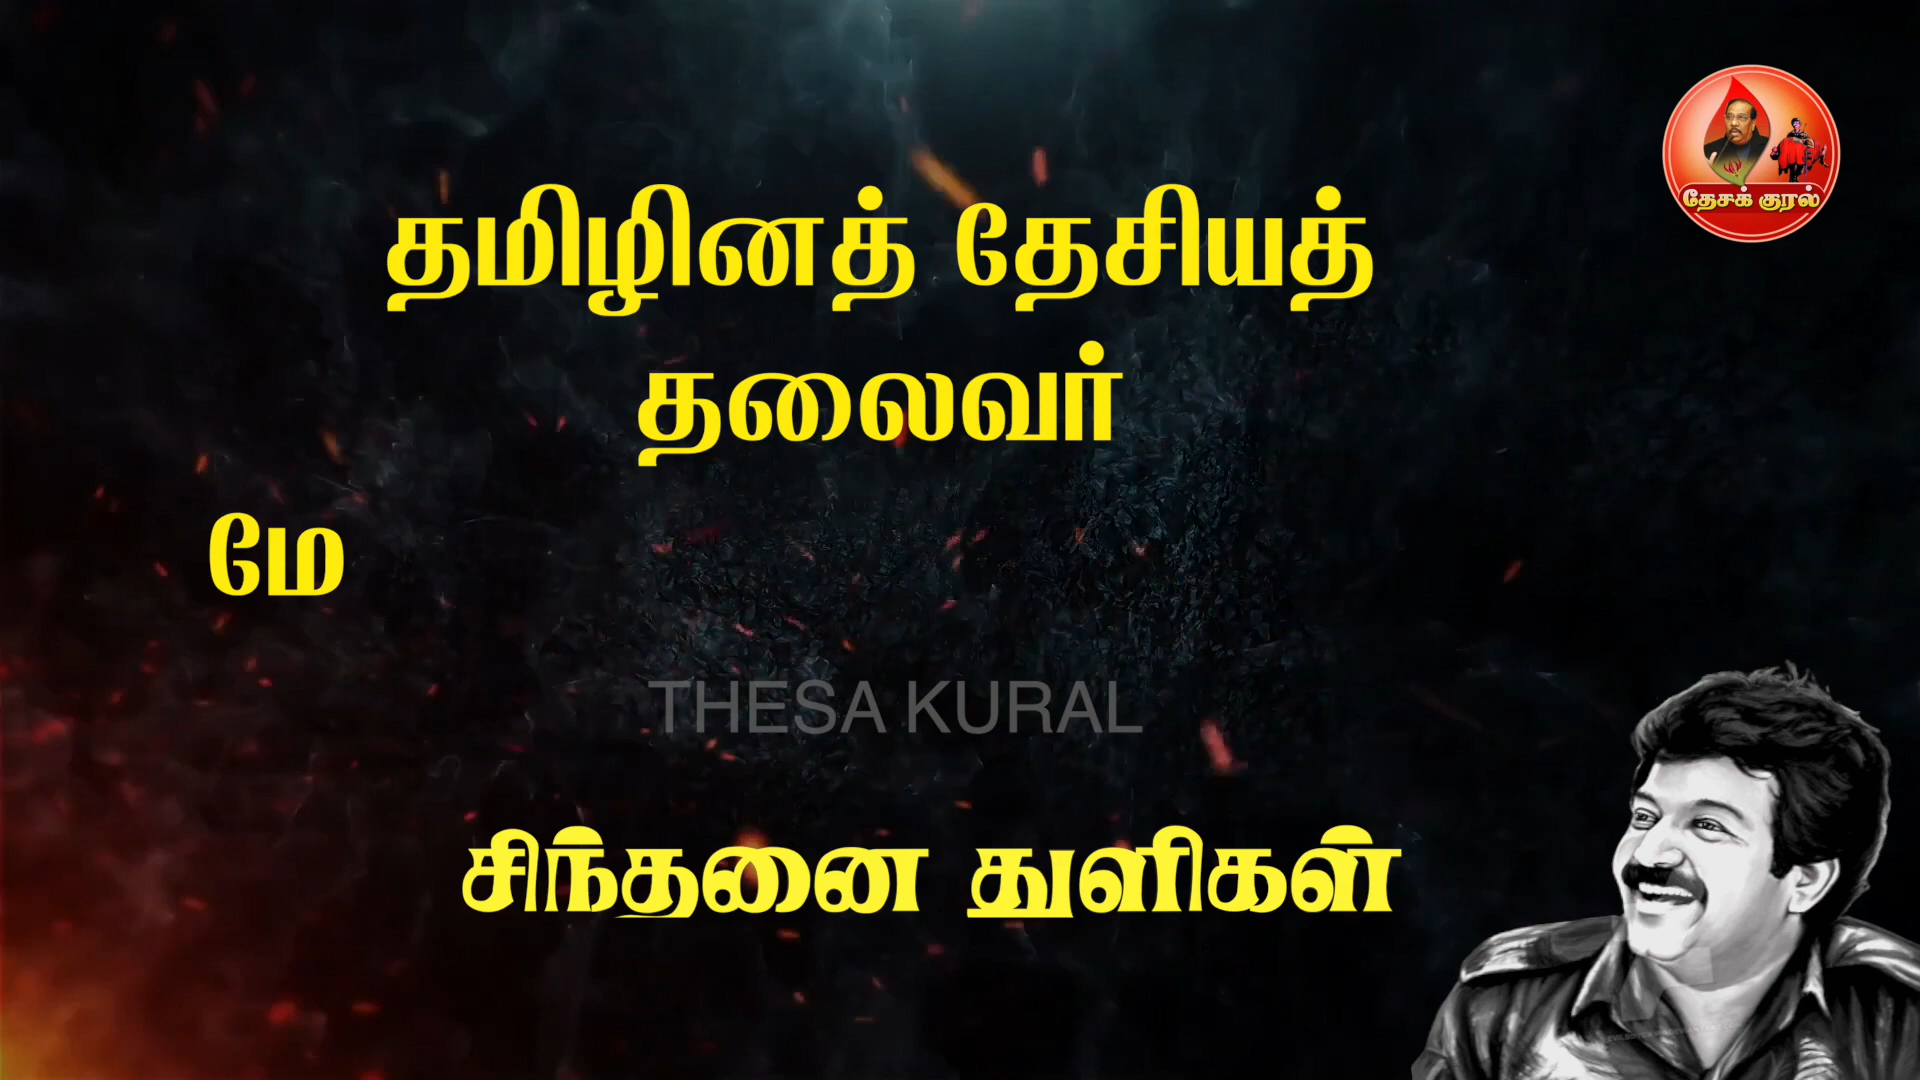 தேசக் குரல்
தமிழினத் தேசியத்
தலைவர்
மே
THESA KURAL
சிந்தனை துளிகள்